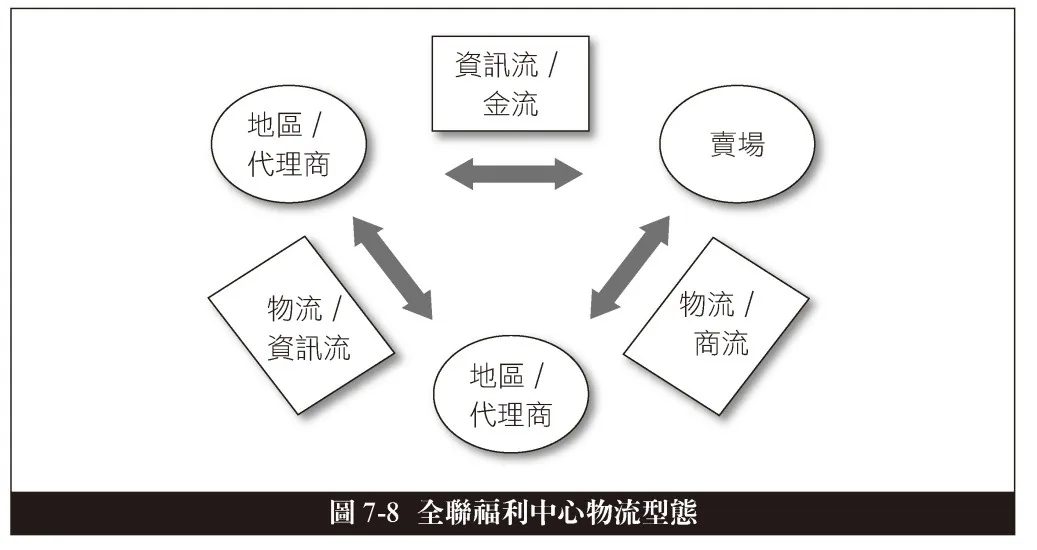 資訊流 /
金流
地區 /
代理商
賣場
物流 /
資訊流
物流 /
商流
地區 /
代理商
圖 7-8 全聯福利中心物流型態